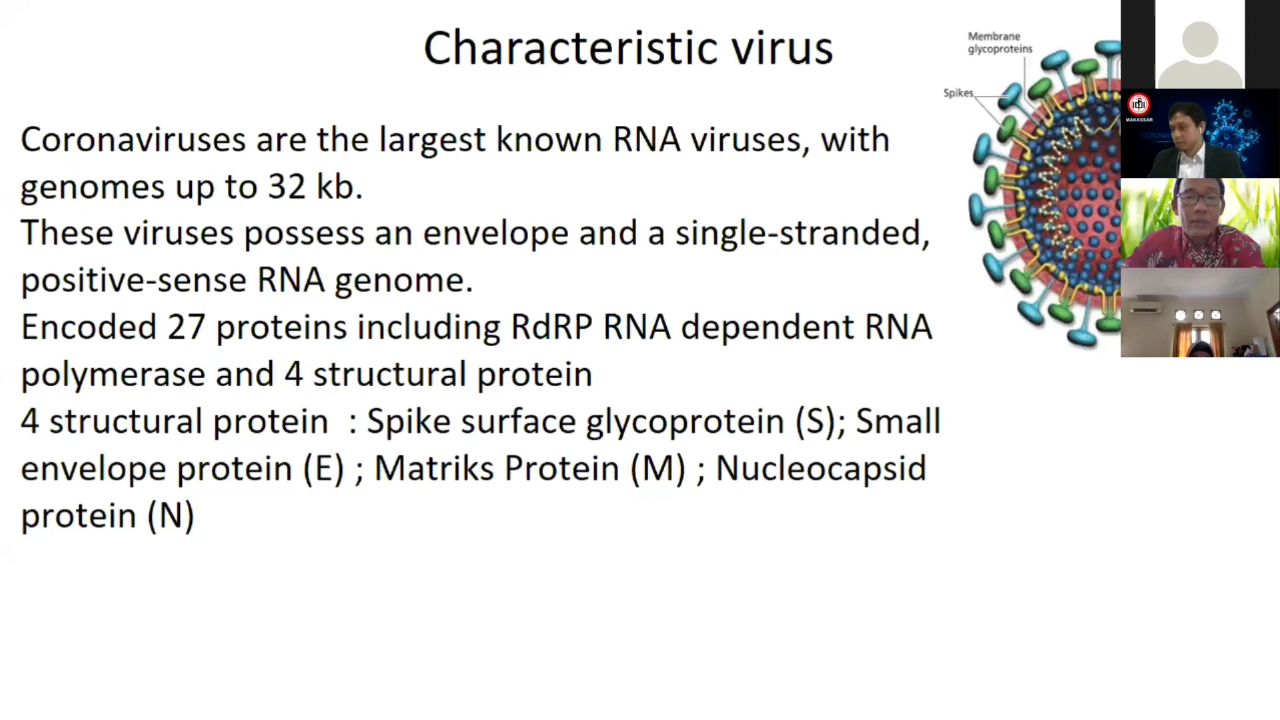 Characteristic virus
Membrane
glycoproteins
Spikes
MAKASSAR
Coronaviruses are the largest known RNA viruses, with
genomes up to 32 kb.
These viruses possess an envelope and a single-stranded,
positive-sense RNA genome.
Encoded 27 proteins including RdRP RNA dependent RNA
polymerase and 4 structural protein
4 structural protein : Spike surface glycoprotein (S); Small
envelope protein (E) ; Matriks Protein (M) ; Nucleocapsid
protein (N)